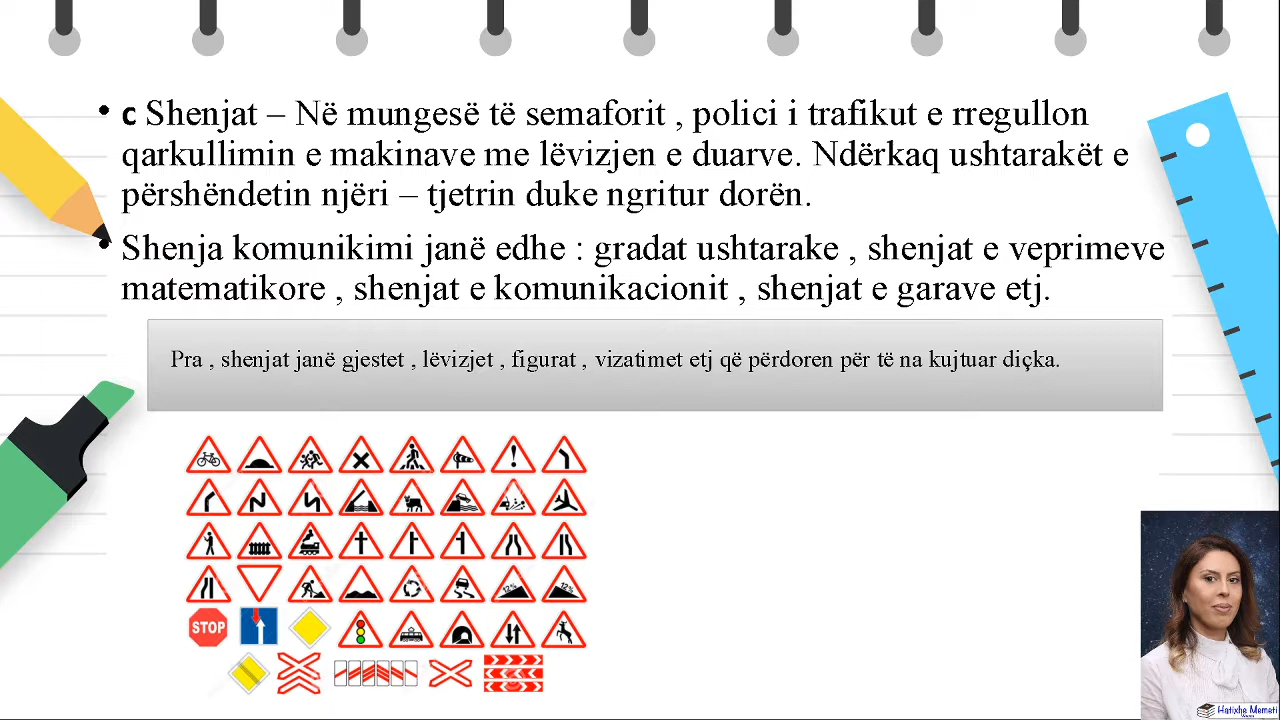 • c Shenjat – Në mungesë të semaforit , polici i trafikut e rregullon
qarkullimin e makinave me lëvizjen e duarve. Ndërkaq ushtarakët e
përshëndetin njëri – tjetrin duke ngritur dorën.
• Shenja komunikimi janë edhe : gradat ushtarake , shenjat e veprimeve
matematikore , shenjat e komunikacionit , shenjat e garave etj.
Pra , shenjat janë gjestet , lëvizjet , figurat , vizatimet etj që përdoren për të na kujtuar diçka.
12% 12%
STOP
Hatixhe Memeti